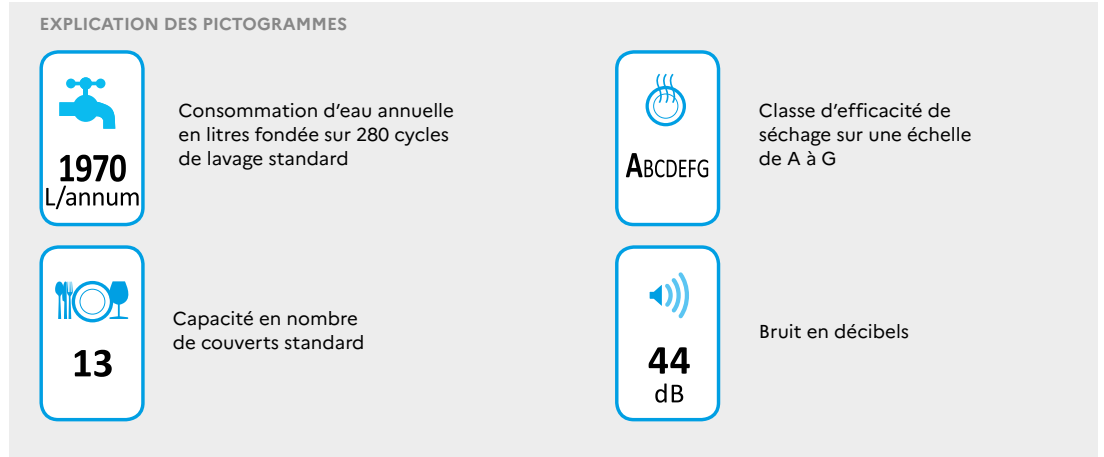 EXPLICATION DES PICTOGRAMMES
1970
L/annum
Consommation d'eau annuelle
en litres fondée sur 280 cycles
de lavage standard
ABCDEFG
Classe d'efficacité de
séchage sur une échelle
de A à G
13
Capacité en nombre
de couverts standard
44
dB
Bruit en décibels